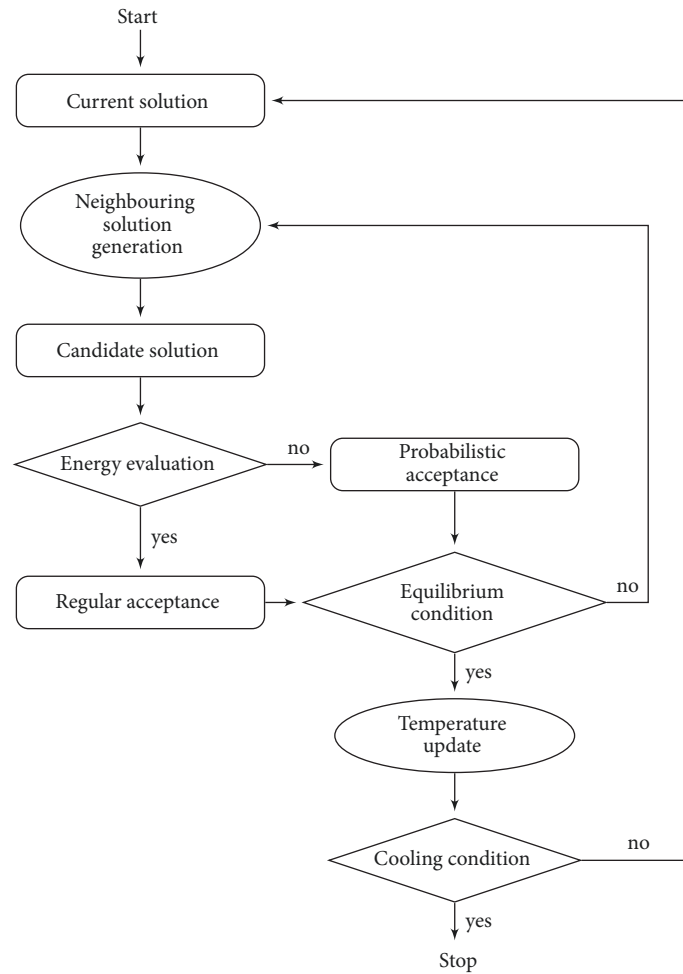 Start
Current solution
Neighbouring
solution
generation
Candidate solution
Energy evaluation
no
Probabilistic
acceptance
yes
Regular acceptance
Equilibrium
condition
no
yes
Temperature
update
Cooling condition
no
yes
Stop